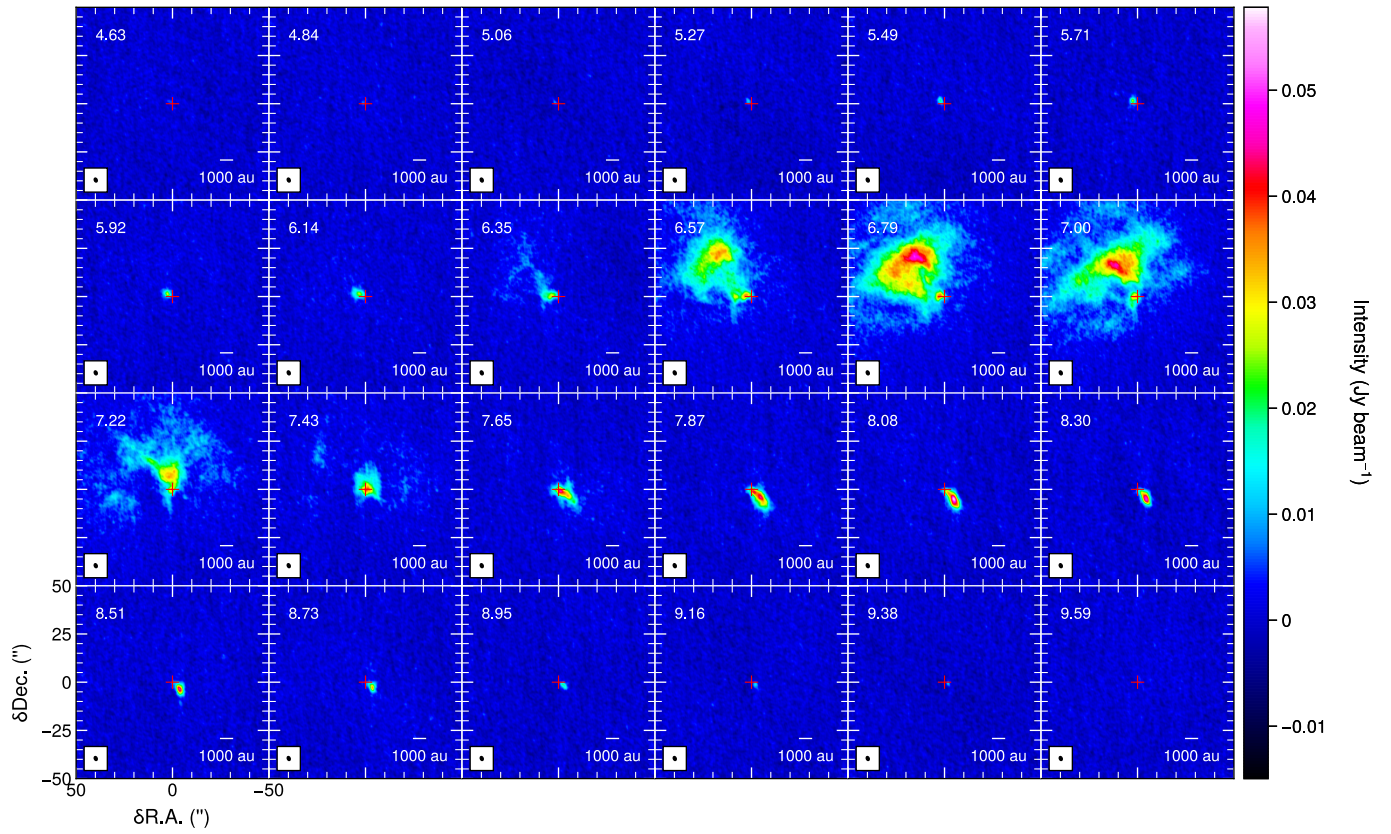 4.63 4.84 5.06 5.27 5.49 5.71
1000 au 1000 au 1000 au 1000 au 1000 au 1000 au
5.92 6.14 6.35 6.57 6.79 7.00
1000 au 1000 au 1000 au 1000 au 1000 au 1000 au
7.22 7.43 7.65 7.87 8.08 8.30
1000 au 1000 au 1000 au 1000 au 1000 au 1000 au
8.51 8.73 8.95 9.16 9.38 9.59
1000 au 1000 au 1000 au 1000 au 1000 au 1000 au
50
25
0
−25
−50
δDec. (")
50 0 −50
δR.A. (")
0.05
0.04
0.03
0.02
0.01
0
−0.01
Intensity (Jy beam⁻¹)